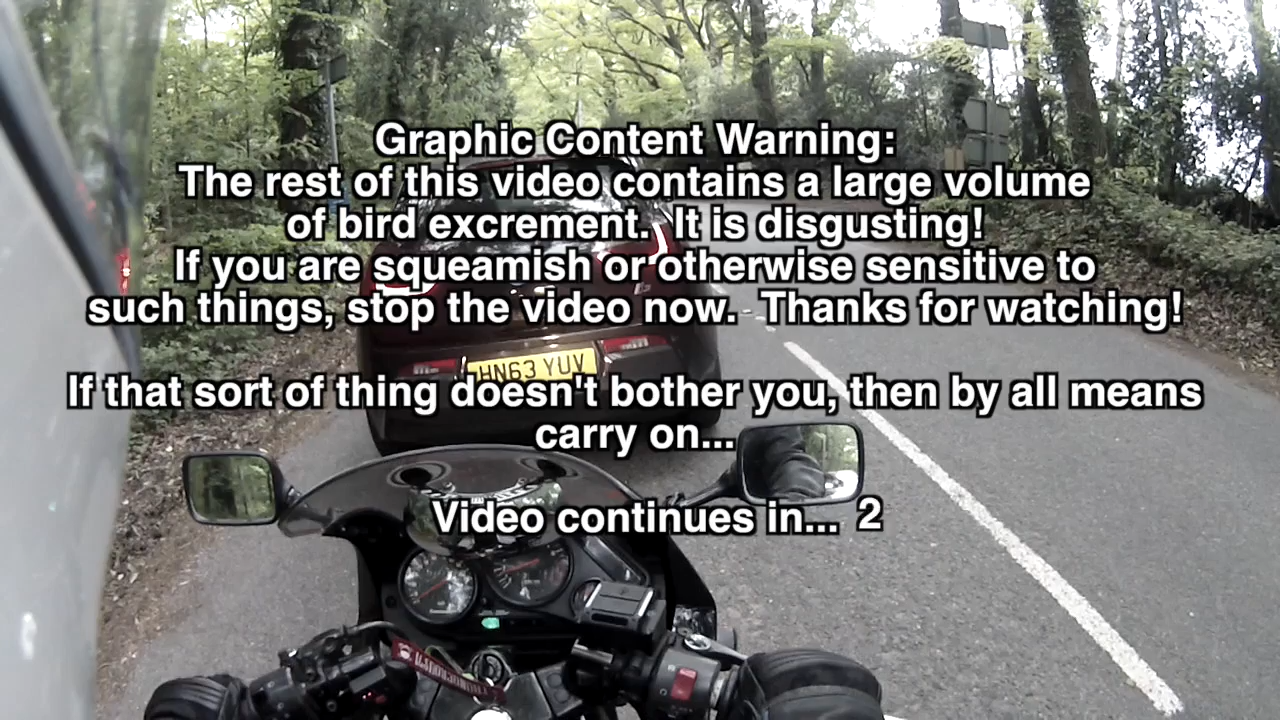 Graphic Content Warning:
The rest of this video contains a large volume
of bird excrement. It is disgusting!
If you are squeamish or otherwise sensitive to
such things, stop the video now. Thanks for watching!
HN63 YUV
If that sort of thing doesn't bother you, then by all means
carry on...
Video continues in... 2